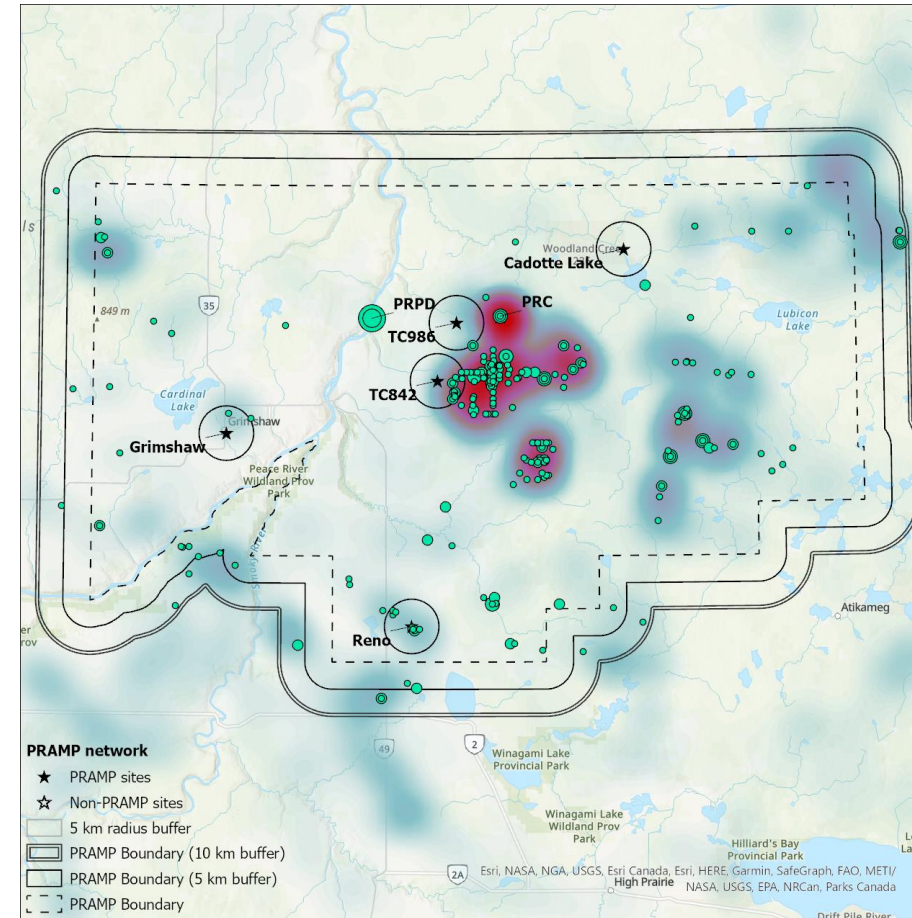 lls
849 m
35
Cardinal
Lake
Grimshaw
Grimshaw
Peace River
Wildland Prov
Park
PRPD
TC986
TC842
PRC
Woodland Cree
Cadotte Lake
Lubicon
Lake
Reno
Atikameg
rov
49
2
Winagami Lake
Provincial Park
Winagami Lake
Wildland Prov
Park
Hilliard's Bay
Provincial Park
2A
High Prairie
Drift Pile River
Esri, NASA, NGA, USGS, Esri Canada, Esri, HERE, Garmin, SafeGraph, FAO, METI/
NASA, USGS, EPA, NRCan, Parks Canada
PRAMP network
PRAMP sites
Non-PRAMP sites
5 km radius buffer
PRAMP Boundary (10 km buffer)
PRAMP Boundary (5 km buffer)
PRAMP Boundary